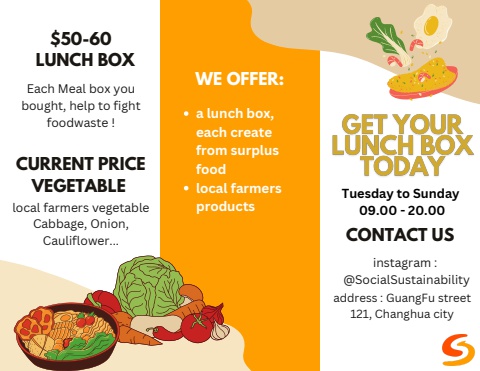 $50-60
LUNCH BOX
Each Meal box you
bought, help to fight
foodwaste !
CURRENT PRICE
VEGETABLE
local farmers vegetable
Cabbage, Onion,
Cauliflower...
WE OFFER:
• a lunch box,
each create
from surplus
food
• local farmers
products
GET YOUR
LUNCH BOX
TODAY
Tuesday to Sunday
09.00 - 20.00
CONTACT US
instagram :
@SocialSustainability
address : GuangFu street
121, Changhua city